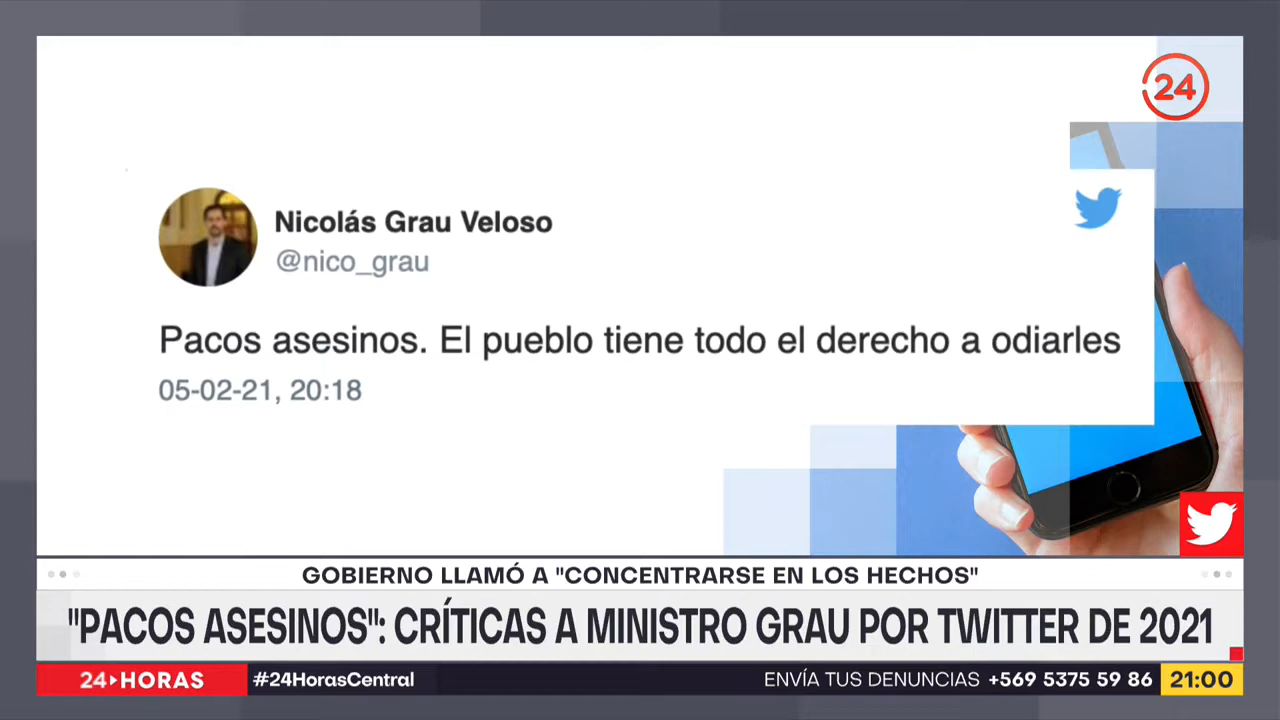 24
Nicolás Grau Veloso
@nico_grau
Pacos asesinos. El pueblo tiene todo el derecho a odiarles
05-02-21, 20:18
GOBIERNO LLAMÓ A "CONCENTRARSE EN LOS HECHOS"
"PACOS ASESINOS": CRÍTICAS A MINISTRO GRAU POR TWITTER DE 2021
24 HORAS #24HorasCentral ENVÍA TUS DENUNCIAS +569 5375 59 86 21:00